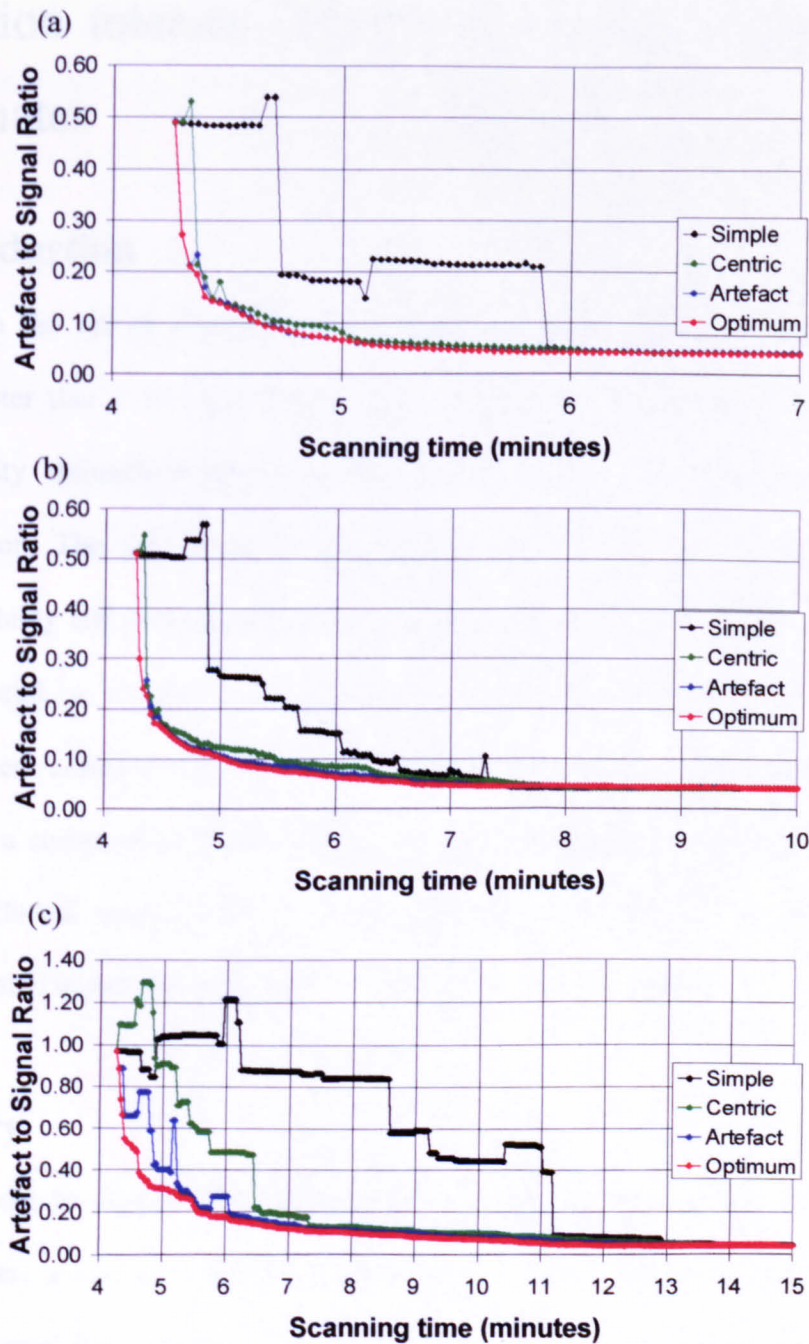 (a)
0.60
0.50
0.40
0.30
0.20
0.10
0.00
Artefact to Signal Ratio
Simple
Centric
Artefact
Optimum
4 5 6 7
Scanning time (minutes)
(b)
0.60
0.50
0.40
0.30
0.20
0.10
0.00
Artefact to Signal Ratio
Simple
Centric
Artefact
Optimum
4 5 6 7 8 9 10
Scanning time (minutes)
(c)
1.40
1.20
1.00
0.80
0.60
0.40
0.20
0.00
Artefact to Signal Ratio
Simple
Centric
Artefact
Optimum
4 5 6 7 8 9 10 11 12 13 14 15
Scanning time (minutes)